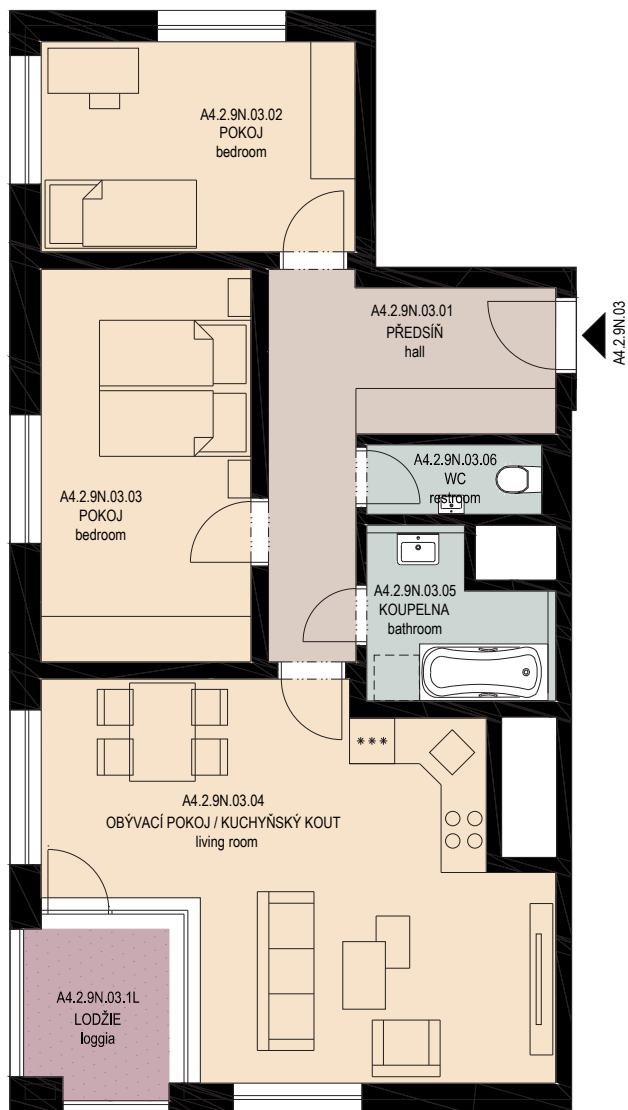 A4.2.9N.03.02
POKOJ
bedroom
A4.2.9N.03.01
PŘEDSÍŇ
hall
A4.2.9N.03
A4.2.9N.03.06
WC
restroom
A4.2.9N.03.03
POKOJ
bedroom
A4.2.9N.03.05
KOUPELNA
bathroom
***
A4.2.9N.03.04
OBÝVACÍ POKOJ / KUCHYŇSKÝ KOUT
living room
A4.2.9N.03.1L
LODŽIE
loggia